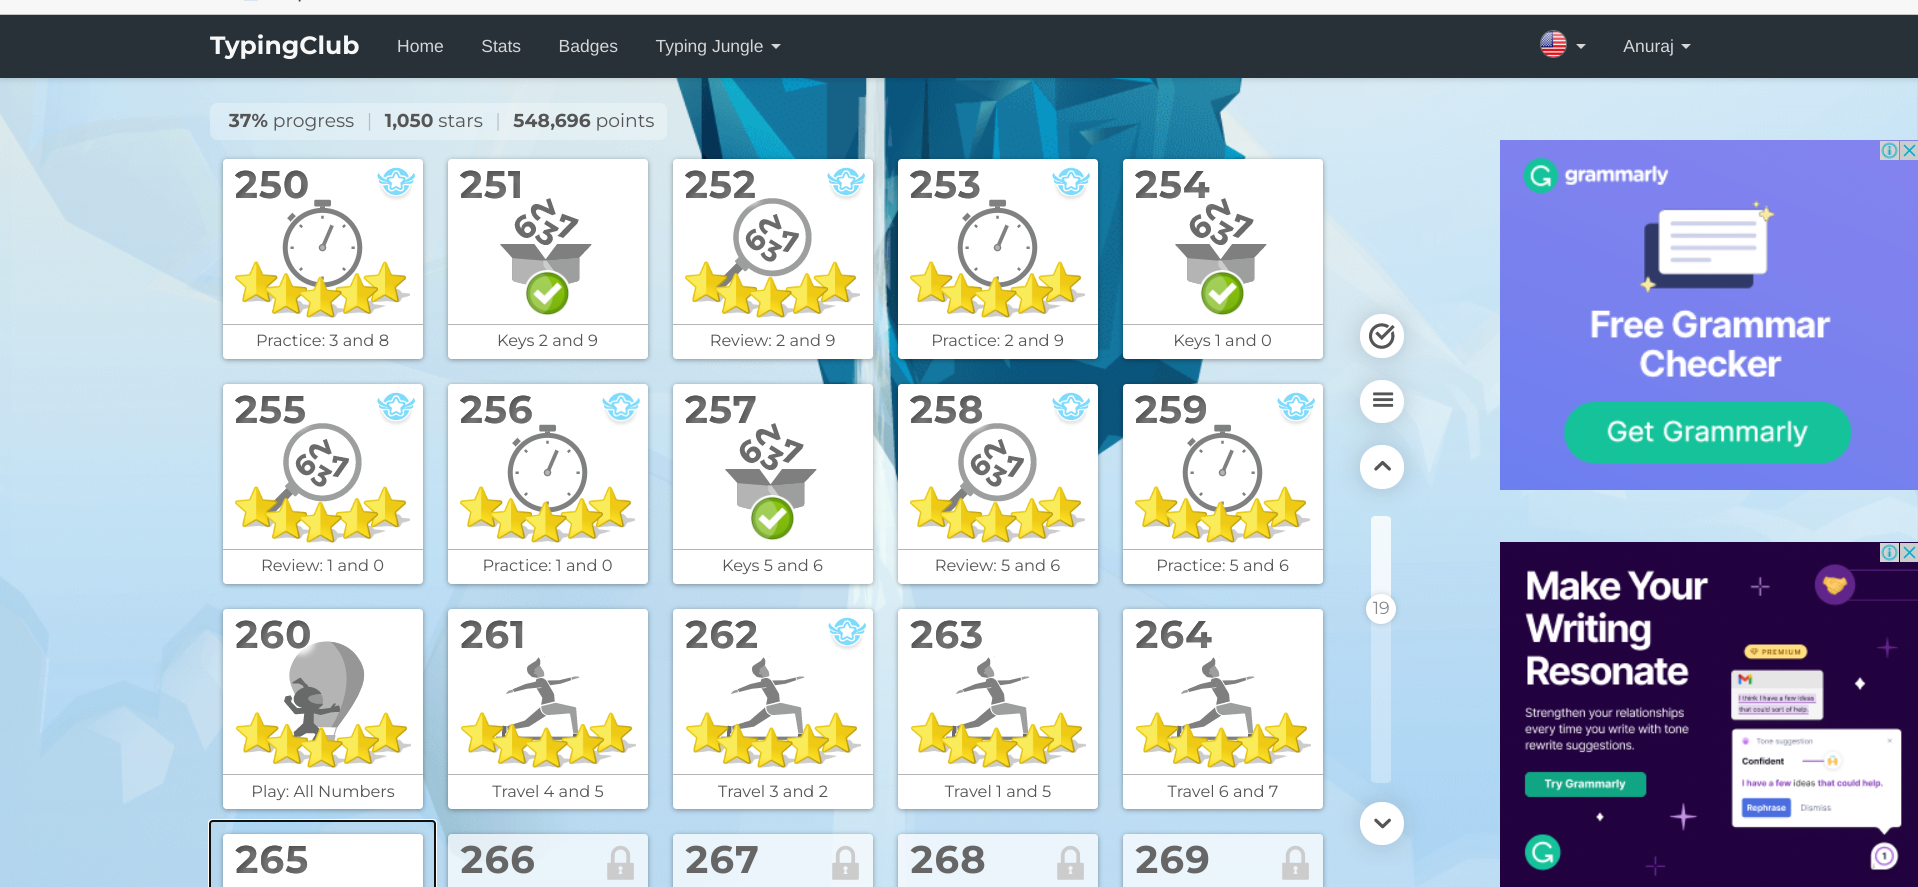 TypingClub Home Stats Badges Typing Jungle Anuraj
37% progress | 1,050 stars | 548,696 points
250 251 252 253 254
Practice: 3 and 8 Keys 2 and 9 Review: 2 and 9 Practice: 2 and 9 Keys 1 and 0
255 256 257 258 259
Review: 1 and 0 Practice: 1 and 0 Keys 5 and 6 Review: 5 and 6 Practice: 5 and 6
260 261 262 263 264
Play: All Numbers Travel 4 and 5 Travel 3 and 2 Travel 1 and 5 Travel 6 and 7
265 266 267 268 269
19
grammarly
Free Grammar
Checker
Get Grammarly
Make Your
Writing
Resonate
Strengthen your relationships
every time you write with tone
rewrite suggestions.
Try Grammarly
PREMIUM
I think I have a few ideas
that could sort of help.
Tone suggestion
Confident
I have a few ideas that could help.
Rephrase Dismiss
1